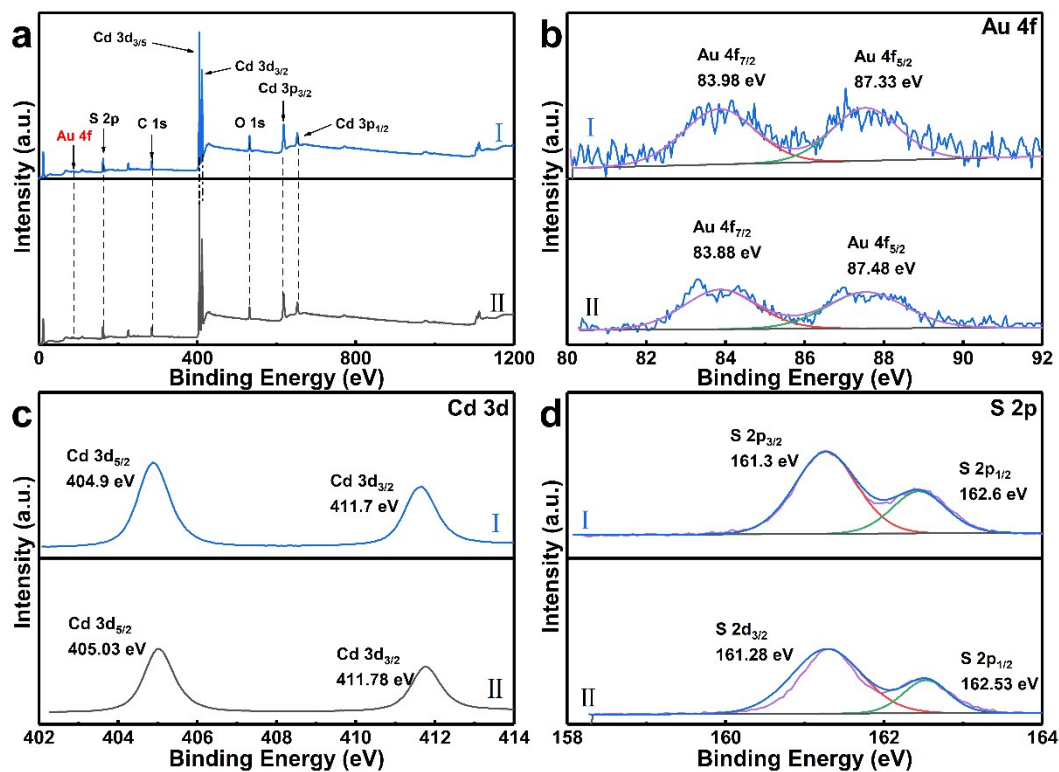 a
Cd 3d3/5
Cd 3d3/2
Cd 3p3/2
Au 4f
S 2p
C 1s
O 1s
Cd 3p1/2
I
II
Intensity (a.u.)
0 400 600 800 1000 1200
Binding Energy (eV)
b
Au 4f
Au 4f7/2
83.98 eV
Au 4f5/2
87.33 eV
I
Au 4f7/2
83.88 eV
Au 4f5/2
87.48 eV
II
Intensity (a.u.)
80 82 84 86 88 90 92
Binding Energy (eV)
c
Cd 3d
Cd 3d5/2
404.9 eV
Cd 3d3/2
411.7 eV
I
Cd 3d5/2
405.03 eV
Cd 3d3/2
411.78 eV
II
Intensity (a.u.)
402 404 406 408 410 412 414
Binding Energy (eV)
d
S 2p
S 2p3/2
161.3 eV
S 2p1/2
162.6 eV
I
S 2d3/2
161.28 eV
S 2p1/2
162.53 eV
II
Intensity (a.u.)
158 160 162 164
Binding Energy (eV)